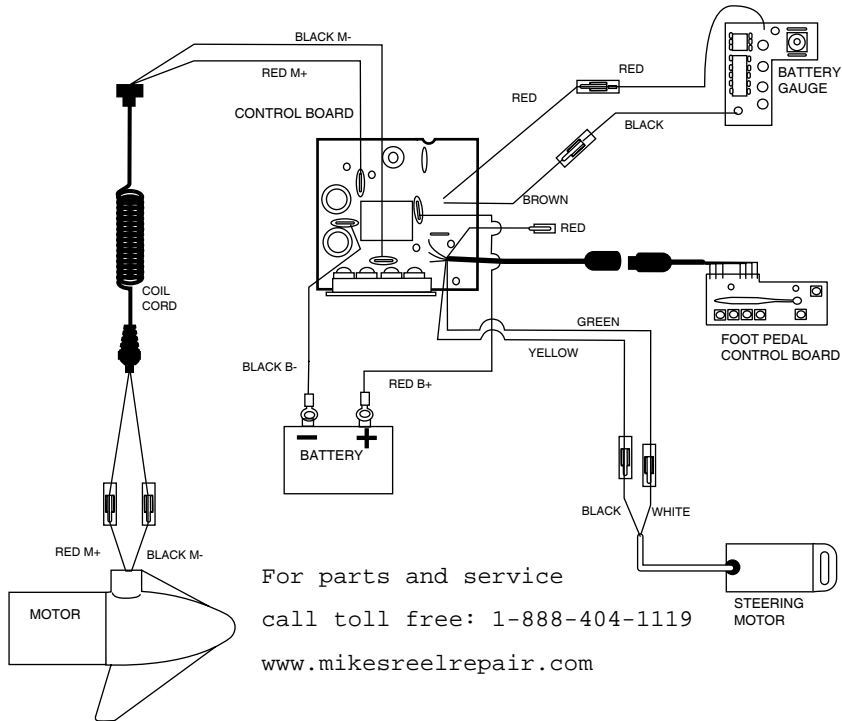 BLACK M-
RED M+
CONTROL BOARD
RED
RED
BATTERY
GAUGE
BLACK
BROWN
RED
COIL
CORD
GREEN
YELLOW
FOOT PEDAL
CONTROL BOARD
BLACK B-
RED B+
BATTERY
BLACK
WHITE
RED M+
BLACK M-
MOTOR
STEERING
MOTOR
For parts and service
call toll free: 1-888-404-1119
www.mikesreelrepair.com